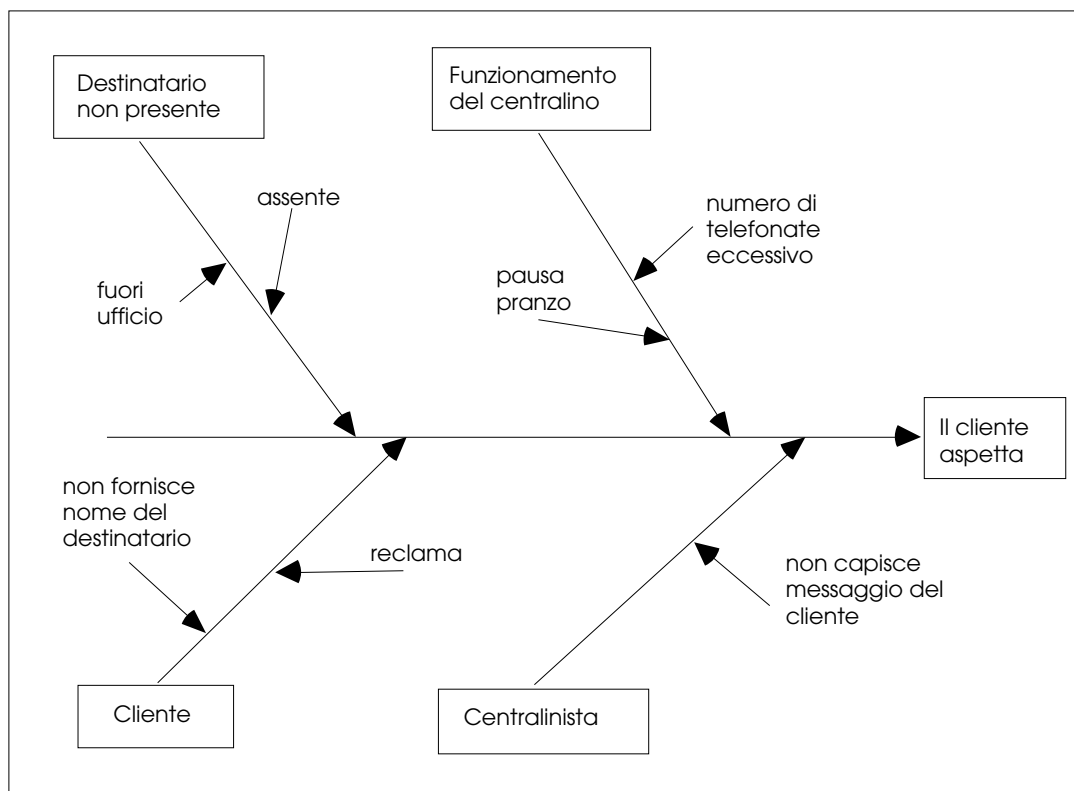 Destinatario
non presente
Funzionamento
del centralino
assente
fuori
ufficio
numero di
telefonate
eccessivo
pausa
pranzo
Il cliente
aspetta
non fornisce
nome del
destinatario
reclama
non capisce
messaggio del
cliente
Cliente
Centralinista